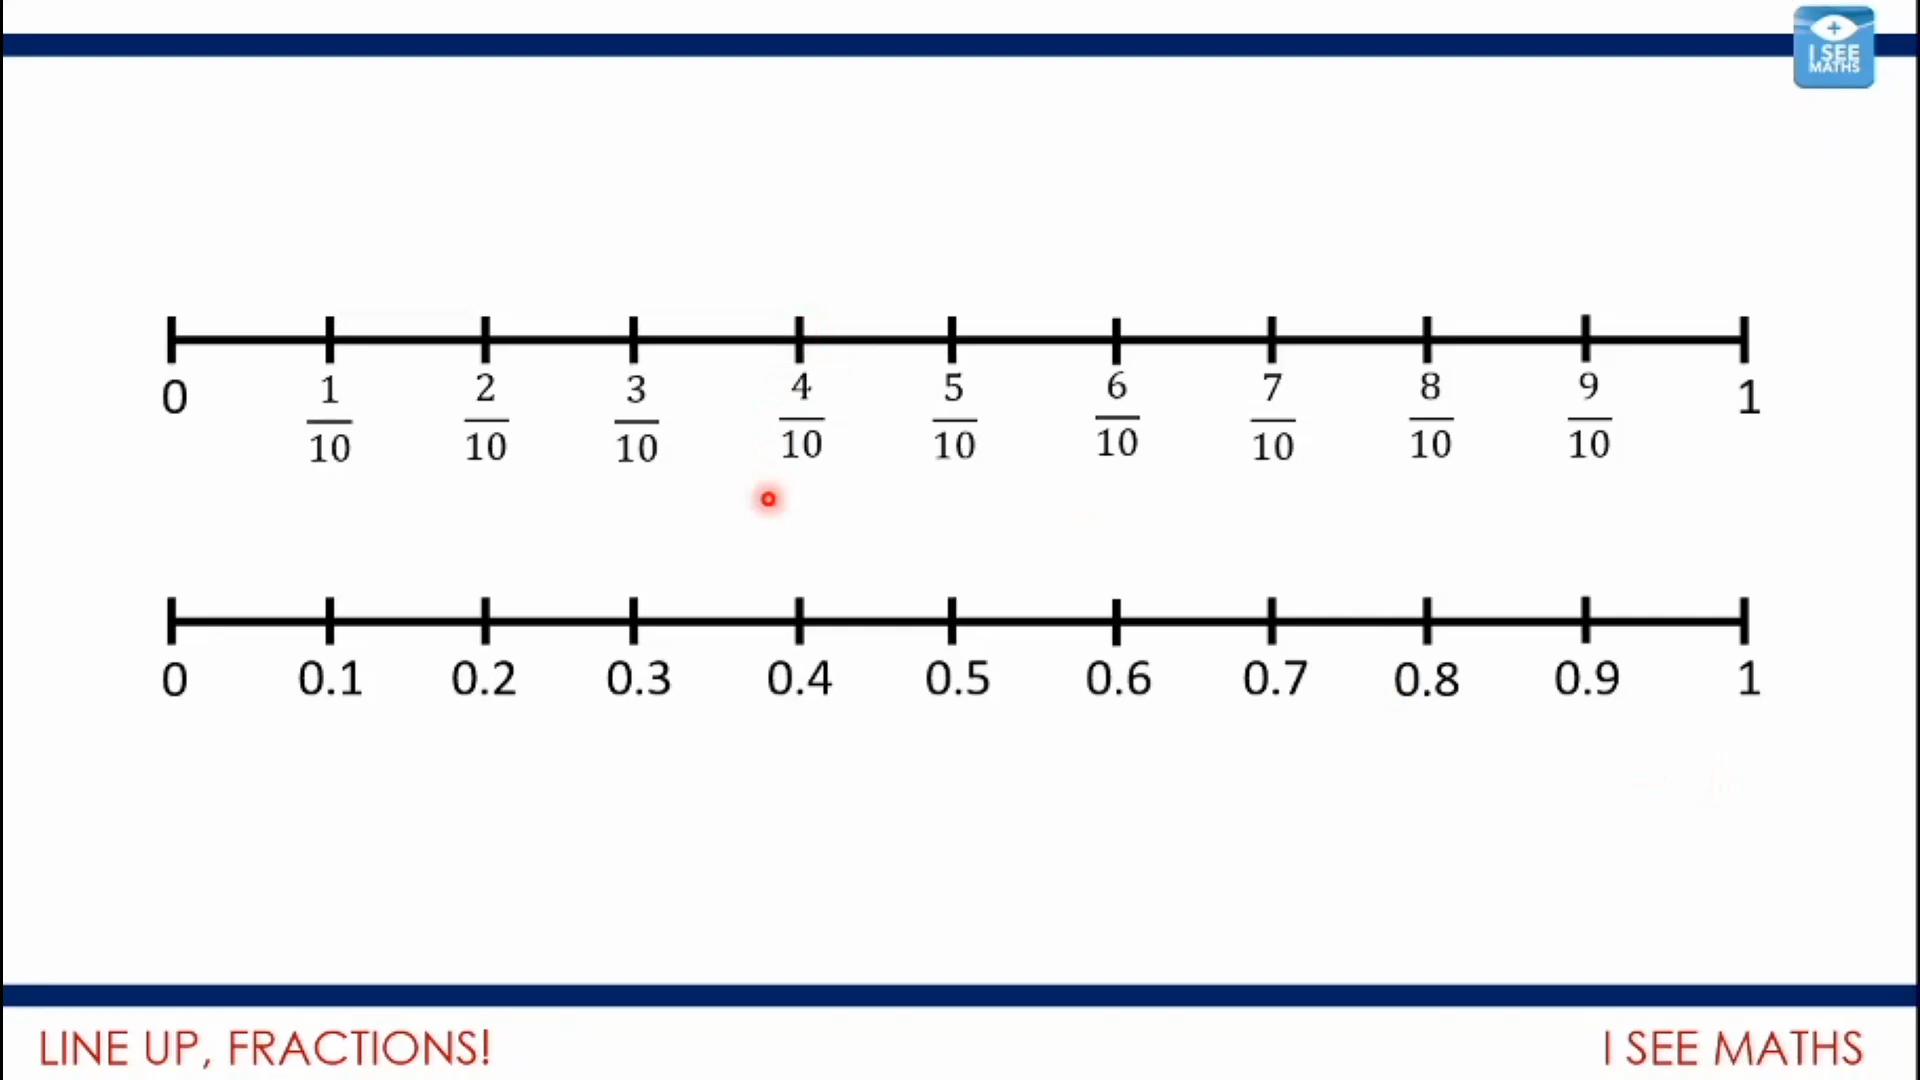 I SEE
MATHS
0 1/10 2/10 3/10 4/10 5/10 6/10 7/10 8/10 9/10 1
0 0.1 0.2 0.3 0.4 0.5 0.6 0.7 0.8 0.9 1
LINE UP, FRACTIONS! I SEE MATHS